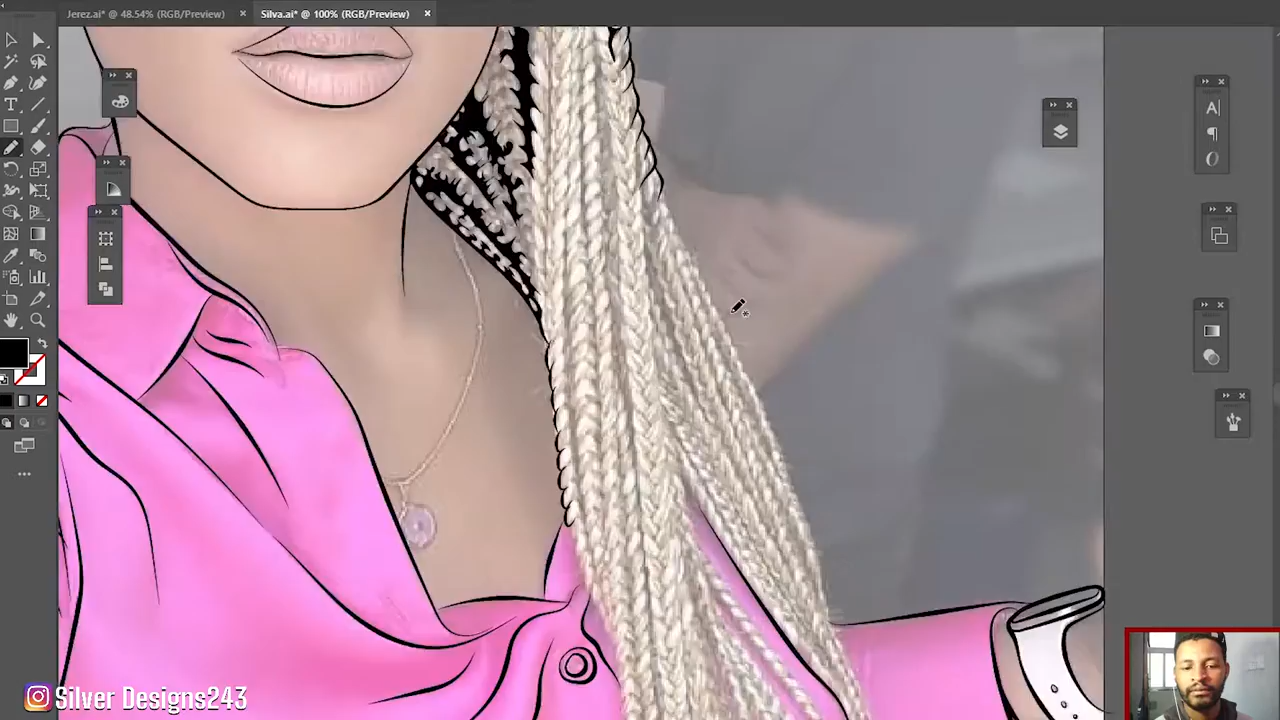 Jerez.ai* @ 48.54% (RGB/Preview)
Silva.ai* @ 100% (RGB/Preview)
Silver Designs243